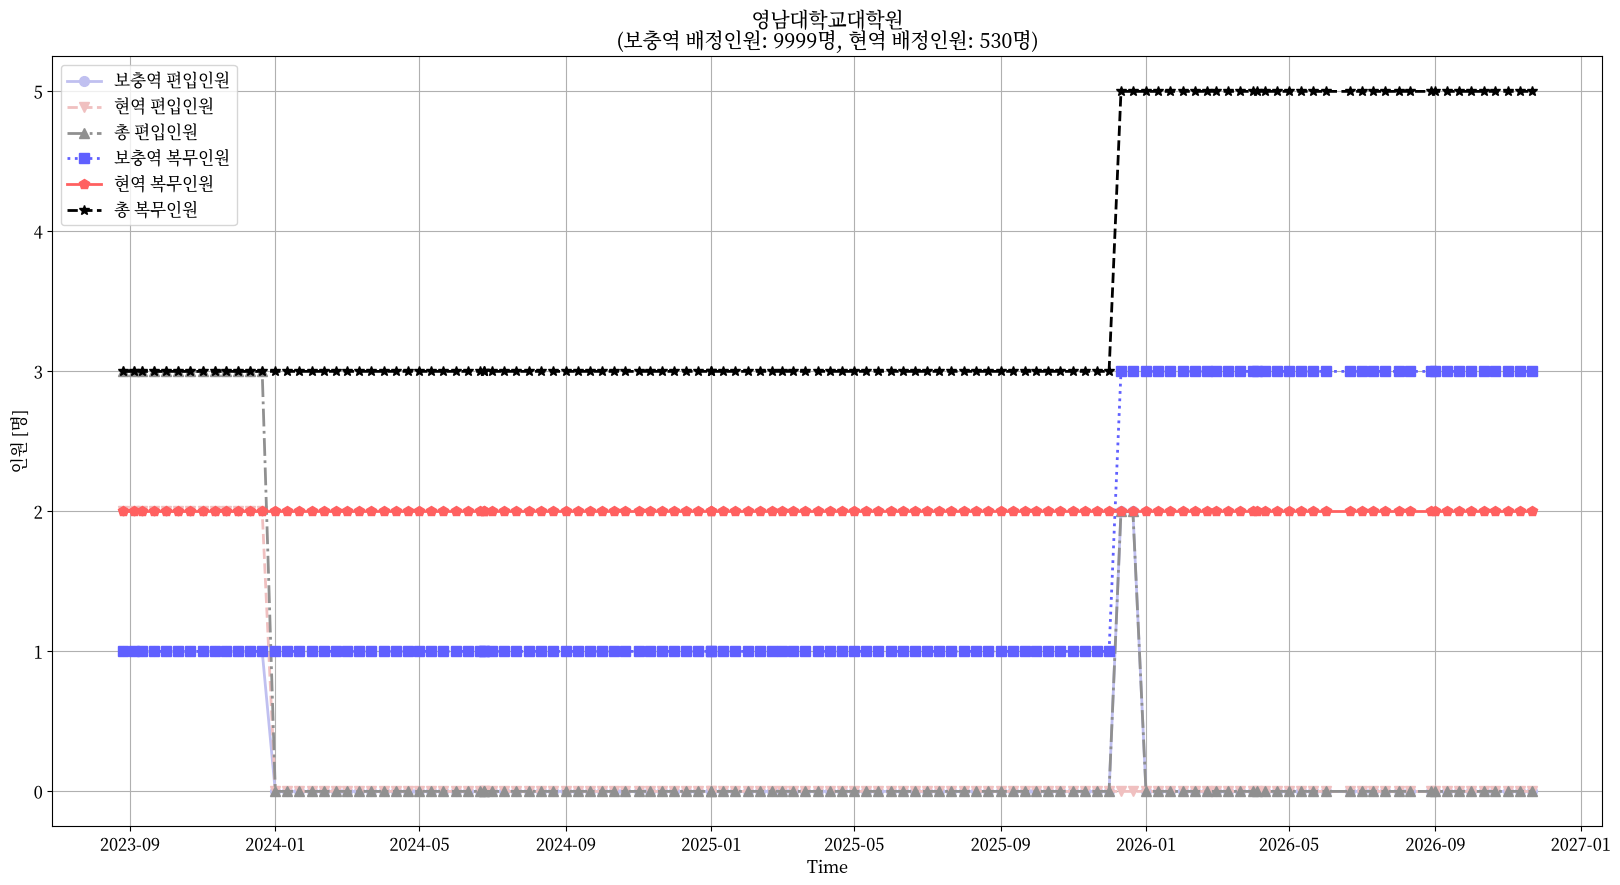 영남대학교대학원
(보충역 배정인원: 9999명, 현역 배정인원: 530명)
보충역 편입인원
현역 편입인원
총 편입인원
보충역 복무인원
현역 복무인원
총 복무인원
인원 [명]
5
4
3
2
1
0
2023-09 2024-01 2024-05 2024-09 2025-01 2025-05 2025-09 2026-01 2026-05 2026-09 2027-01
Time